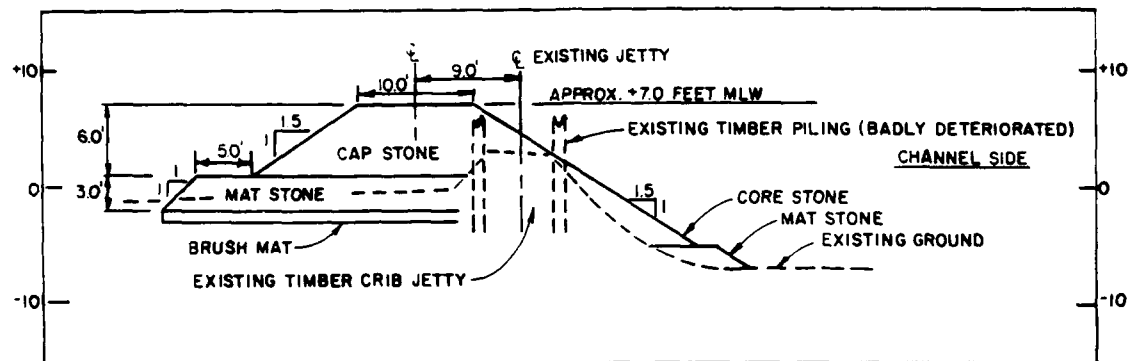 ℄
9.0'
℄ EXISTING JETTY
+10
10.0'
+10
APPROX. +7.0 FEET MLW
1.5
1
6.0'
EXISTING TIMBER PILING (BADLY DETERIORATED)
CAP STONE
CHANNEL SIDE
5.0'
1
1
0
3.0'
MAT STONE
1.5
1
0
CORE STONE
MAT STONE
BRUSH MAT
EXISTING GROUND
EXISTING TIMBER CRIB JETTY
-10
-10